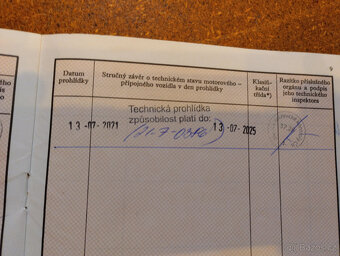 9
Datum
prohlídky
Stručný závěr o technickém stavu motorového –
přípojného vozidla v den prohlídky
Klasifi-
kační
třída*)
Razítko příslušného
orgánu a podpis
jeho technického
inspektora
Technická prohlídka
způsobilost platí do:
13 -07- 2021
13 -07- 2025